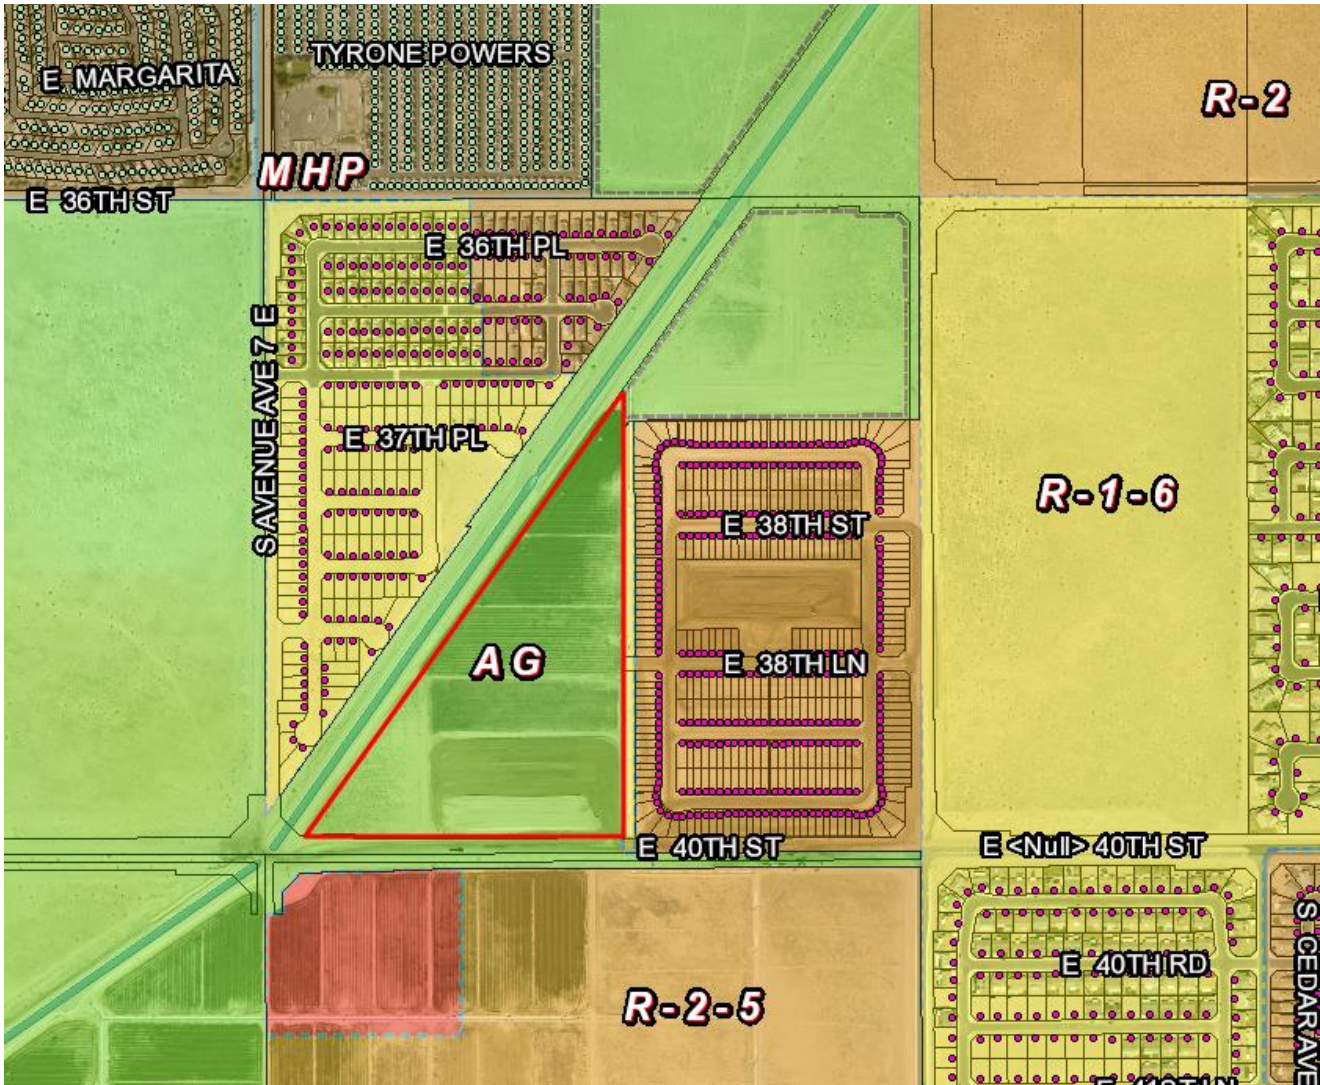 TYRONE POWERS
E MARGARITA
R-2
MHP
E 36TH ST
E 36TH PL
S AVENUE AVE 7 E
E 37TH PL
R-1-6
E 38TH ST
AG
E 38TH LN
E 40TH ST
E <Null> 40TH ST
S CEDAR AVE
E 40TH RD
R-2-5